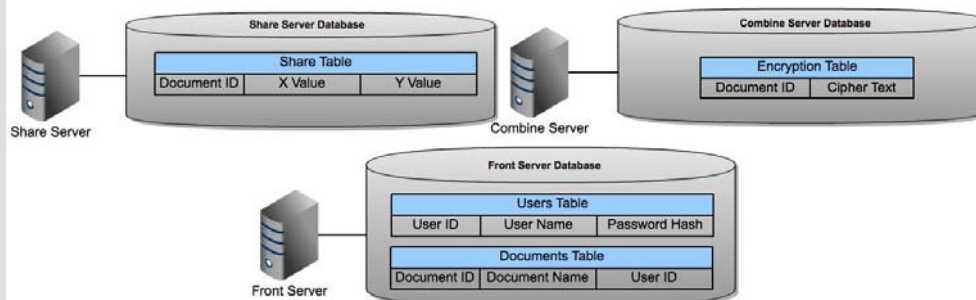 Share Server Database
Share Table
Document ID X Value Y Value
Share Server
Combine Server Database
Encryption Table
Document ID Cipher Text
Combine Server
Front Server Database
Users Table
User ID User Name Password Hash
Documents Table
Document ID Document Name User ID
Front Server